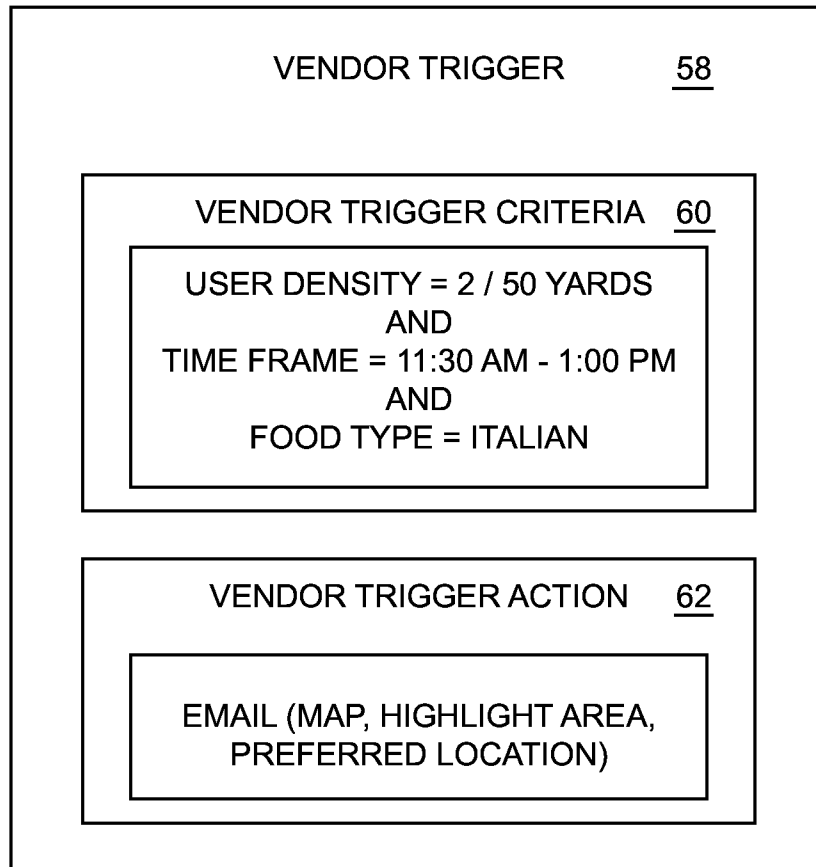 VENDOR TRIGGER 58
VENDOR TRIGGER CRITERIA 60
USER DENSITY = 2 / 50 YARDS
AND
TIME FRAME = 11:30 AM - 1:00 PM
AND
FOOD TYPE = ITALIAN
VENDOR TRIGGER ACTION 62
EMAIL (MAP, HIGHLIGHT AREA,
PREFERRED LOCATION)